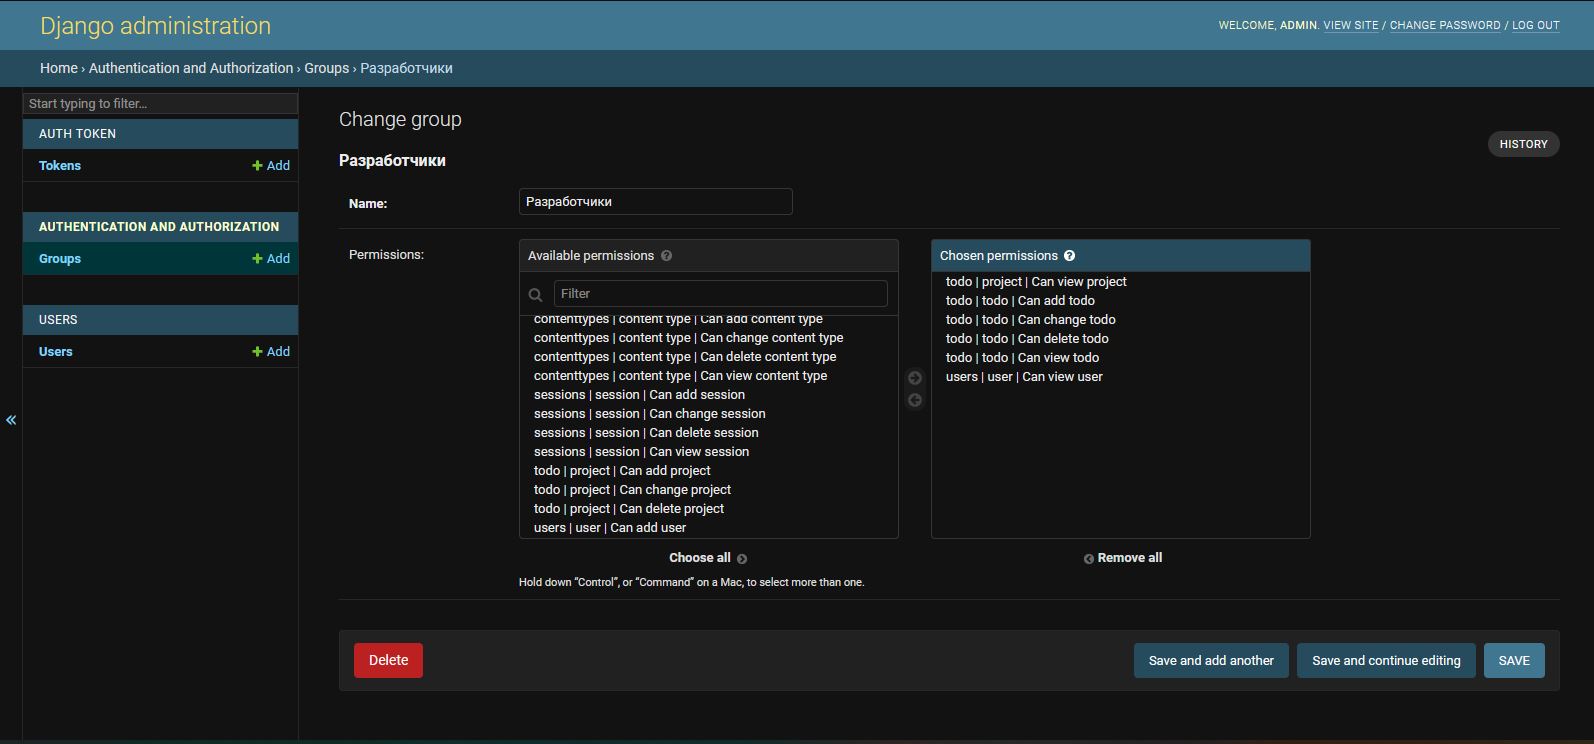 Django administration
WELCOME, ADMIN. VIEW SITE / CHANGE PASSWORD / LOG OUT
Home › Authentication and Authorization › Groups › Разработчики
Start typing to filter...
AUTH TOKEN
Tokens
Add
AUTHENTICATION AND AUTHORIZATION
Groups
Add
USERS
Users
Add
«
Change group
HISTORY
Разработчики
Name:
Разработчики
Permissions:
Available permissions ?
Filter
contenttypes | content type | Can add content type
contenttypes | content type | Can change content type
contenttypes | content type | Can delete content type
contenttypes | content type | Can view content type
sessions | session | Can add session
sessions | session | Can change session
sessions | session | Can delete session
sessions | session | Can view session
todo | project | Can add project
todo | project | Can change project
todo | project | Can delete project
users | user | Can add user
Choose all
Hold down “Control”, or “Command” on a Mac, to select more than one.
Chosen permissions ?
todo | project | Can view project
todo | todo | Can add todo
todo | todo | Can change todo
todo | todo | Can delete todo
todo | todo | Can view todo
users | user | Can view user
Remove all
Delete
Save and add another
Save and continue editing
SAVE